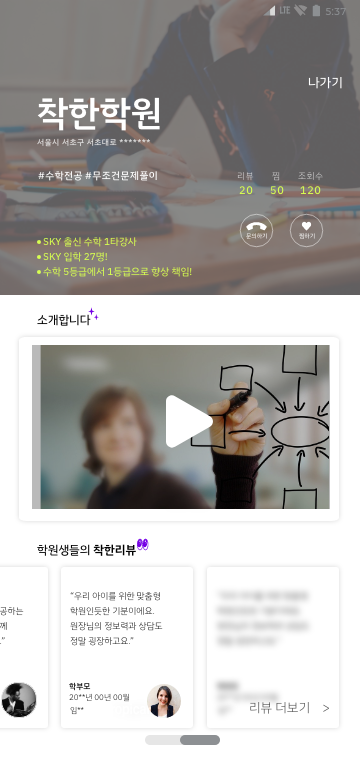 LTE 5:37
나가기
착한학원
서울시 서초구 서초대로 *******
#수학전공 #무조건문제풀이
리뷰 찜 조회수
20 50 120
문의하기 찜하기
•SKY 출신 수학 1타강사
•SKY 입학 27명!
•수학 5등급에서 1등급으로 향상 책임!
소개합니다
학원생들의 착한리뷰
공하는
께
.”
“우리 아이를 위한 맞춤형
학원인듯한 기분이에요.
원장님의 정보력과 상담도
정말 굉장하고요.”
학부모
20**년 00년 00월
임**
리뷰 더보기 >